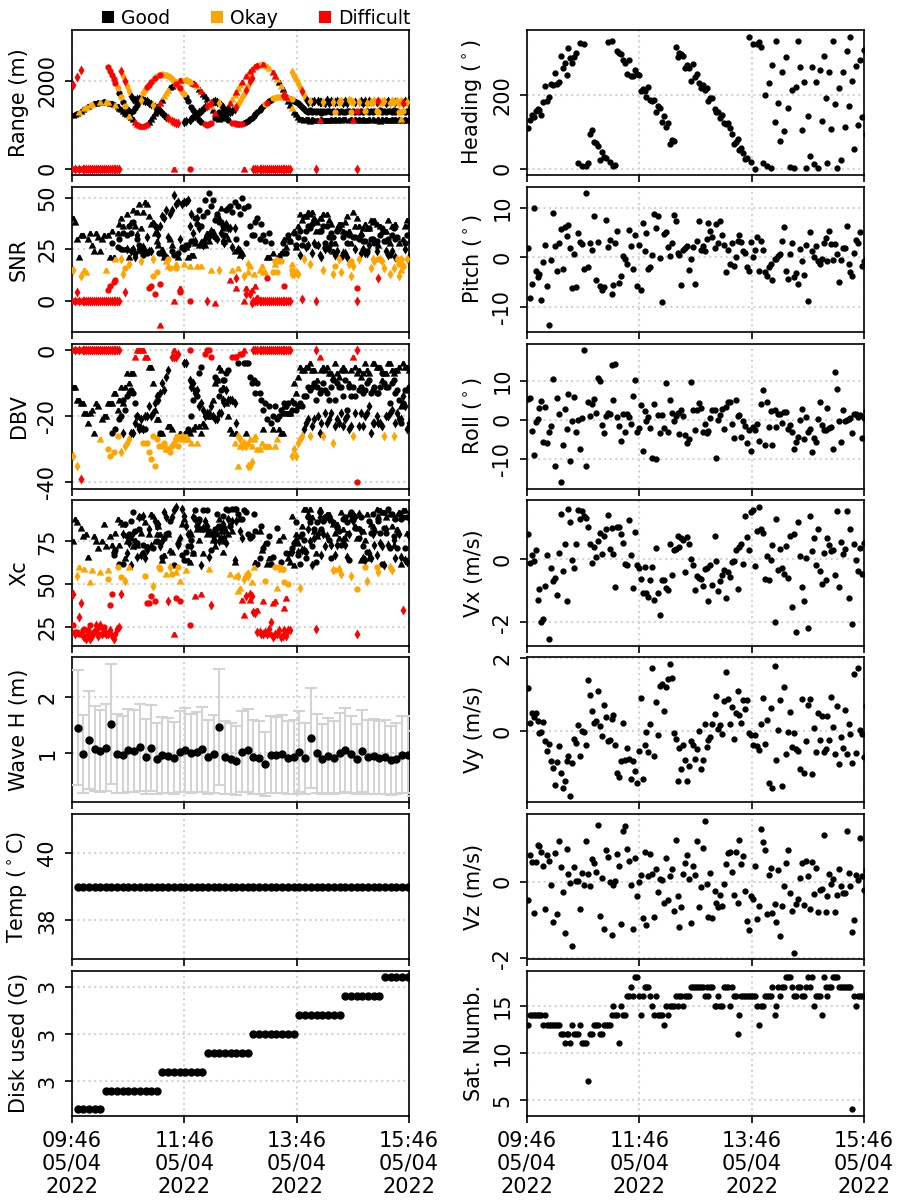 Good Okay Difficult
Range (m)
2000
0
Heading (°)
200
0
SNR
50
25
0
Pitch (°)
10
0
-10
DBV
0
-20
-40
Roll (°)
10
0
-10
Xc
75
50
25
Vx (m/s)
0
-2
Wave H (m)
2
1
Vy (m/s)
2
0
Temp (°C)
40
38
Vz (m/s)
0
-2
Disk used (G)
3
3
3
Sat. Numb.
15
10
5
09:46 11:46 13:46 15:46 09:46 11:46 13:46 15:46
05/04 05/04 05/04 05/04 05/04 05/04 05/04 05/04
2022 2022 2022 2022 2022 2022 2022 2022